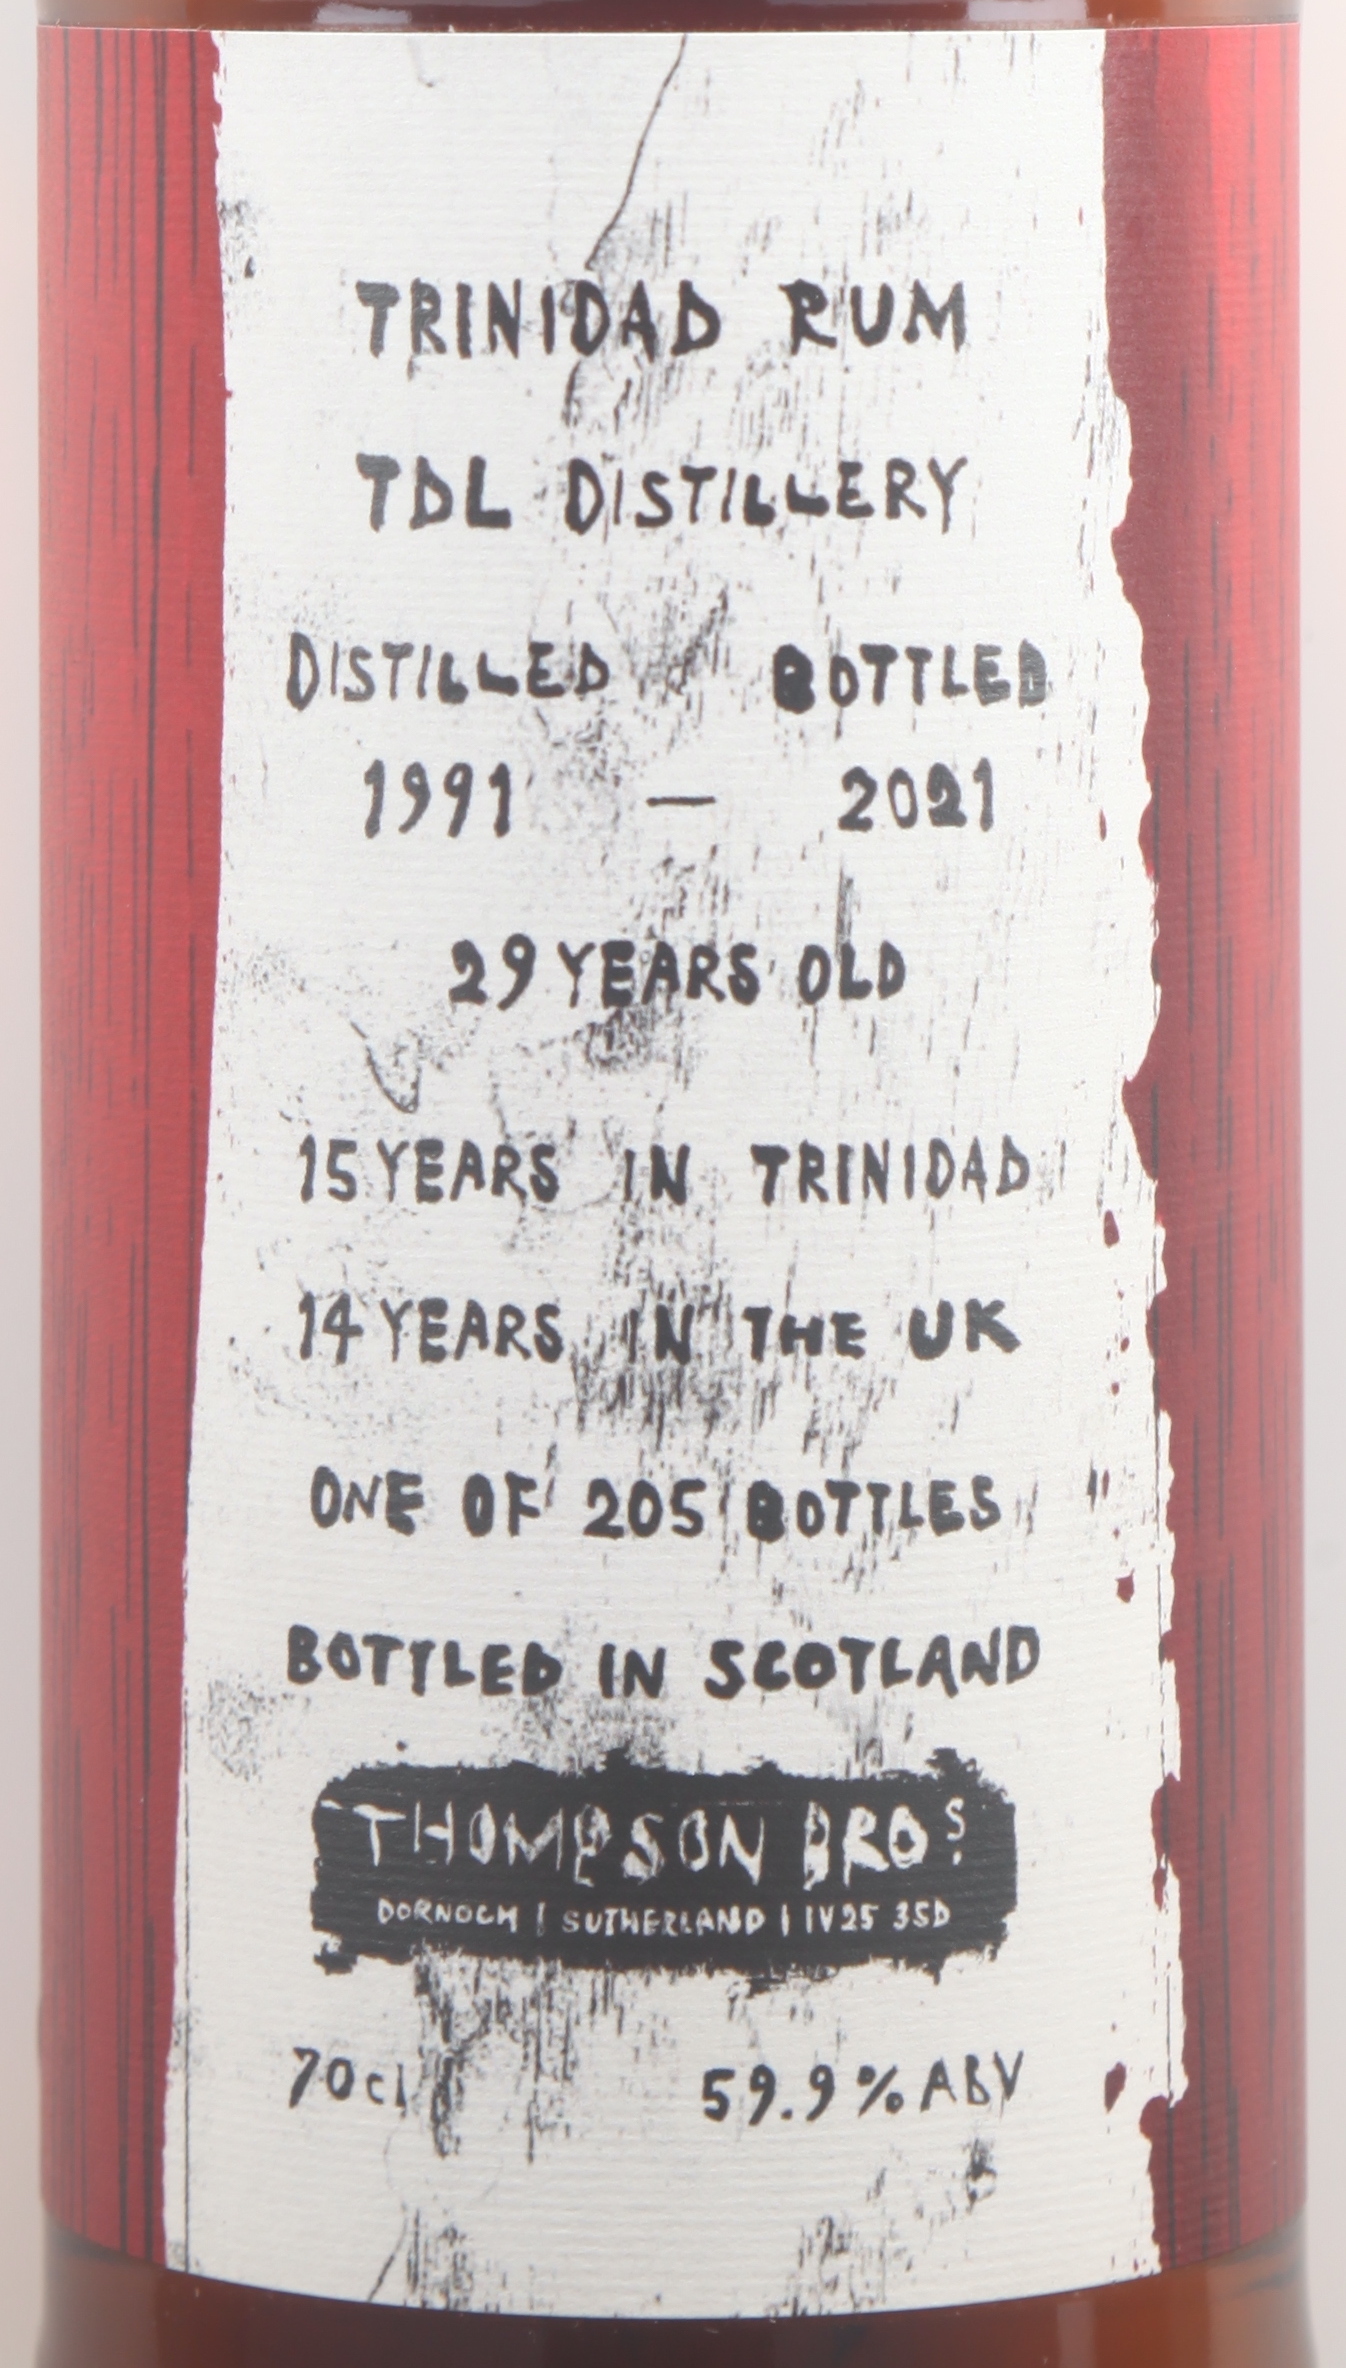 TRINIDAD RUM
TDL DISTILLERY
DISTILLED BOTTLED
1991 — 2021
29 YEARS OLD
15 YEARS IN TRINIDAD
14 YEARS IN THE UK
ONE OF 205 BOTTLES
BOTTLED IN SCOTLAND
THOMPSON BROS.
DORNOCH | SUTHERLAND | IV25 3SD
70cl 59.9% ABV